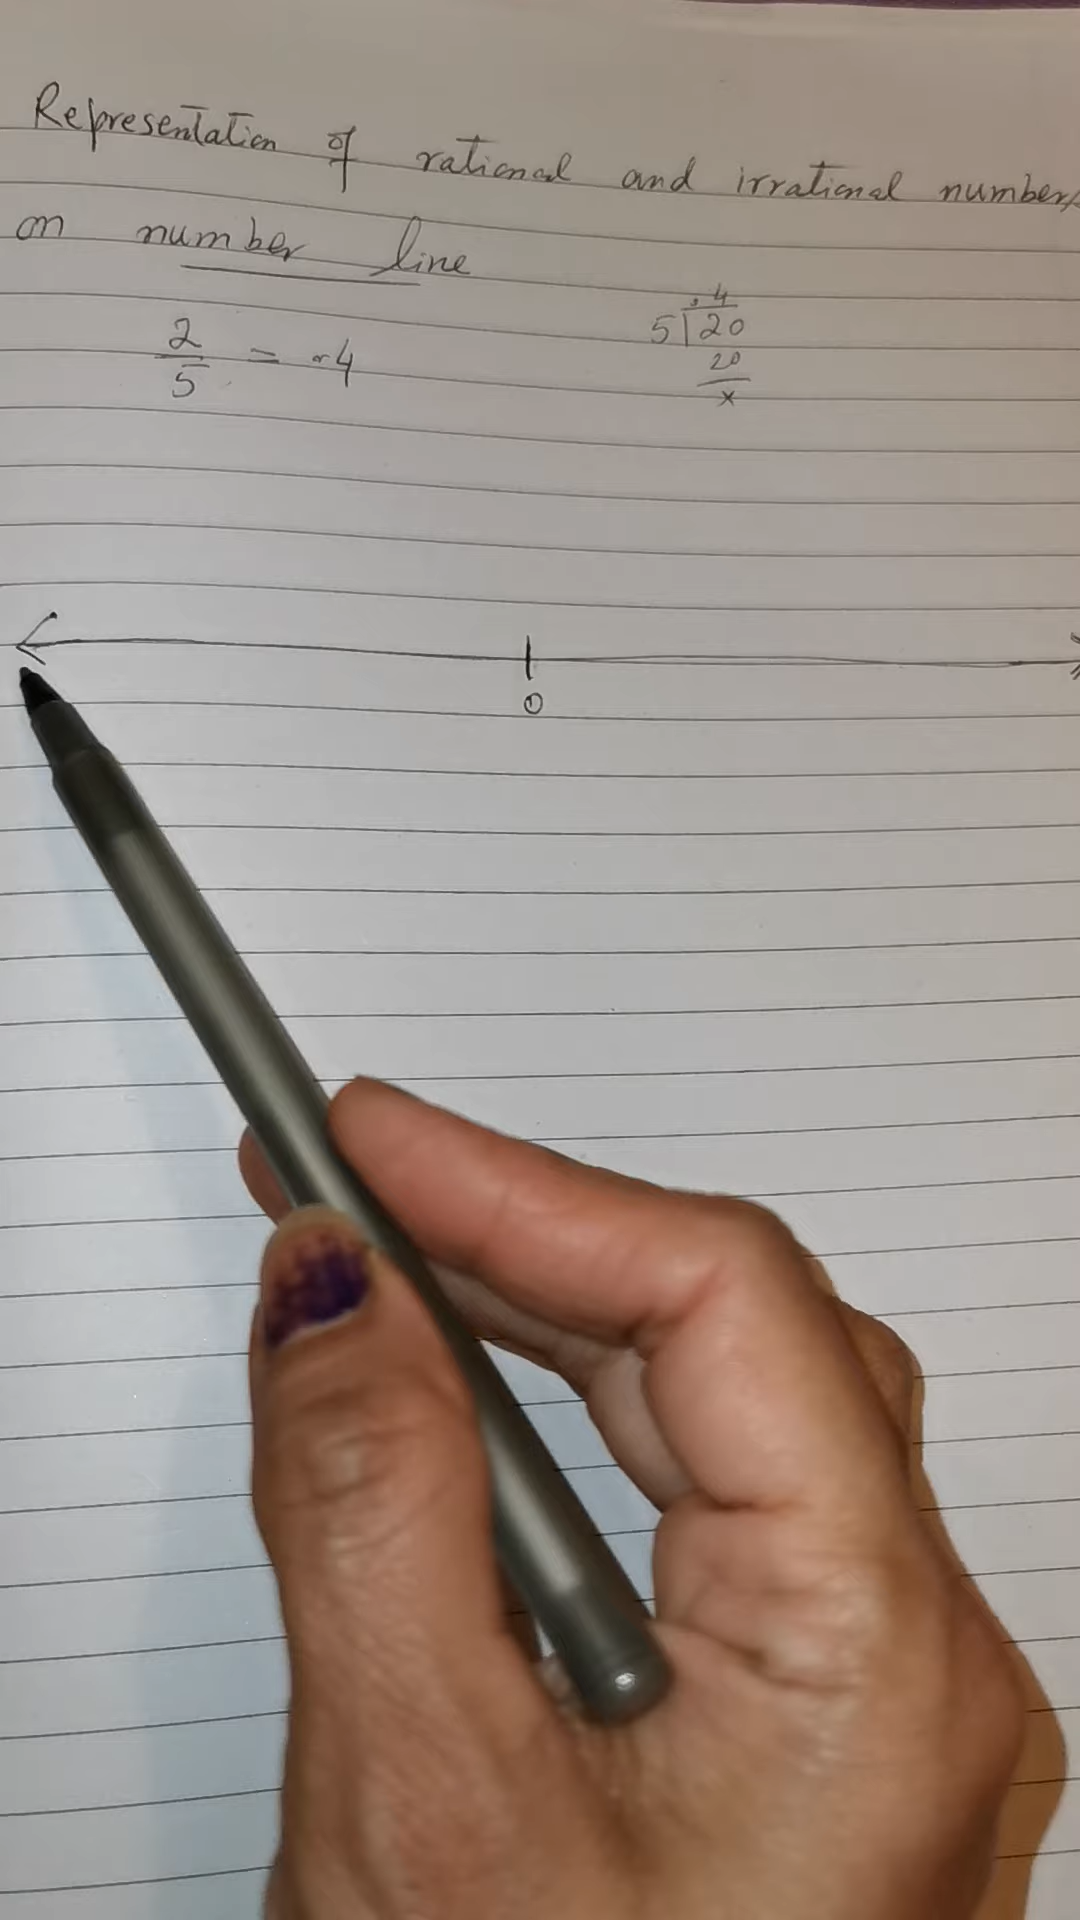 Representation of rational and irrational numbers
on number line
2/5 = .4
.4
5 | 20
20
x
0